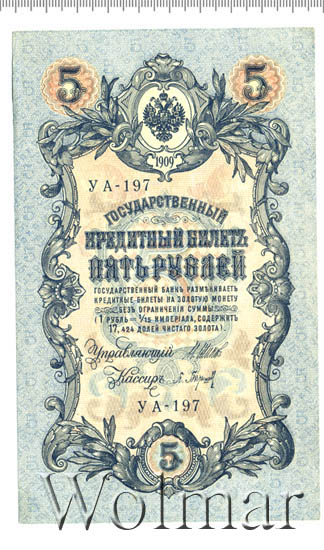 5 5
1909
УА-197
ГОСУДАРСТВЕННЫЙ
КРЕДИТНЫЙ БИЛЕТЪ
ПЯТЬ РУБЛЕЙ
ГОСУДАРСТВЕННЫЙ БАНКЪ РАЗМѢНИВАЕТЪ
КРЕДИТНЫЕ БИЛЕТЫ НА ЗОЛОТУЮ МОНЕТУ
БЕЗЪ ОГРАНИЧЕНІЯ СУММЫ
(1 РУБЛЬ = 1/15 ИМПЕРІАЛА, СОДЕРЖИТЪ
17,424 ДОЛЕЙ ЧИСТАГО ЗОЛОТА)
Управляющій
Кассиръ
УА-197
5
Wolmar